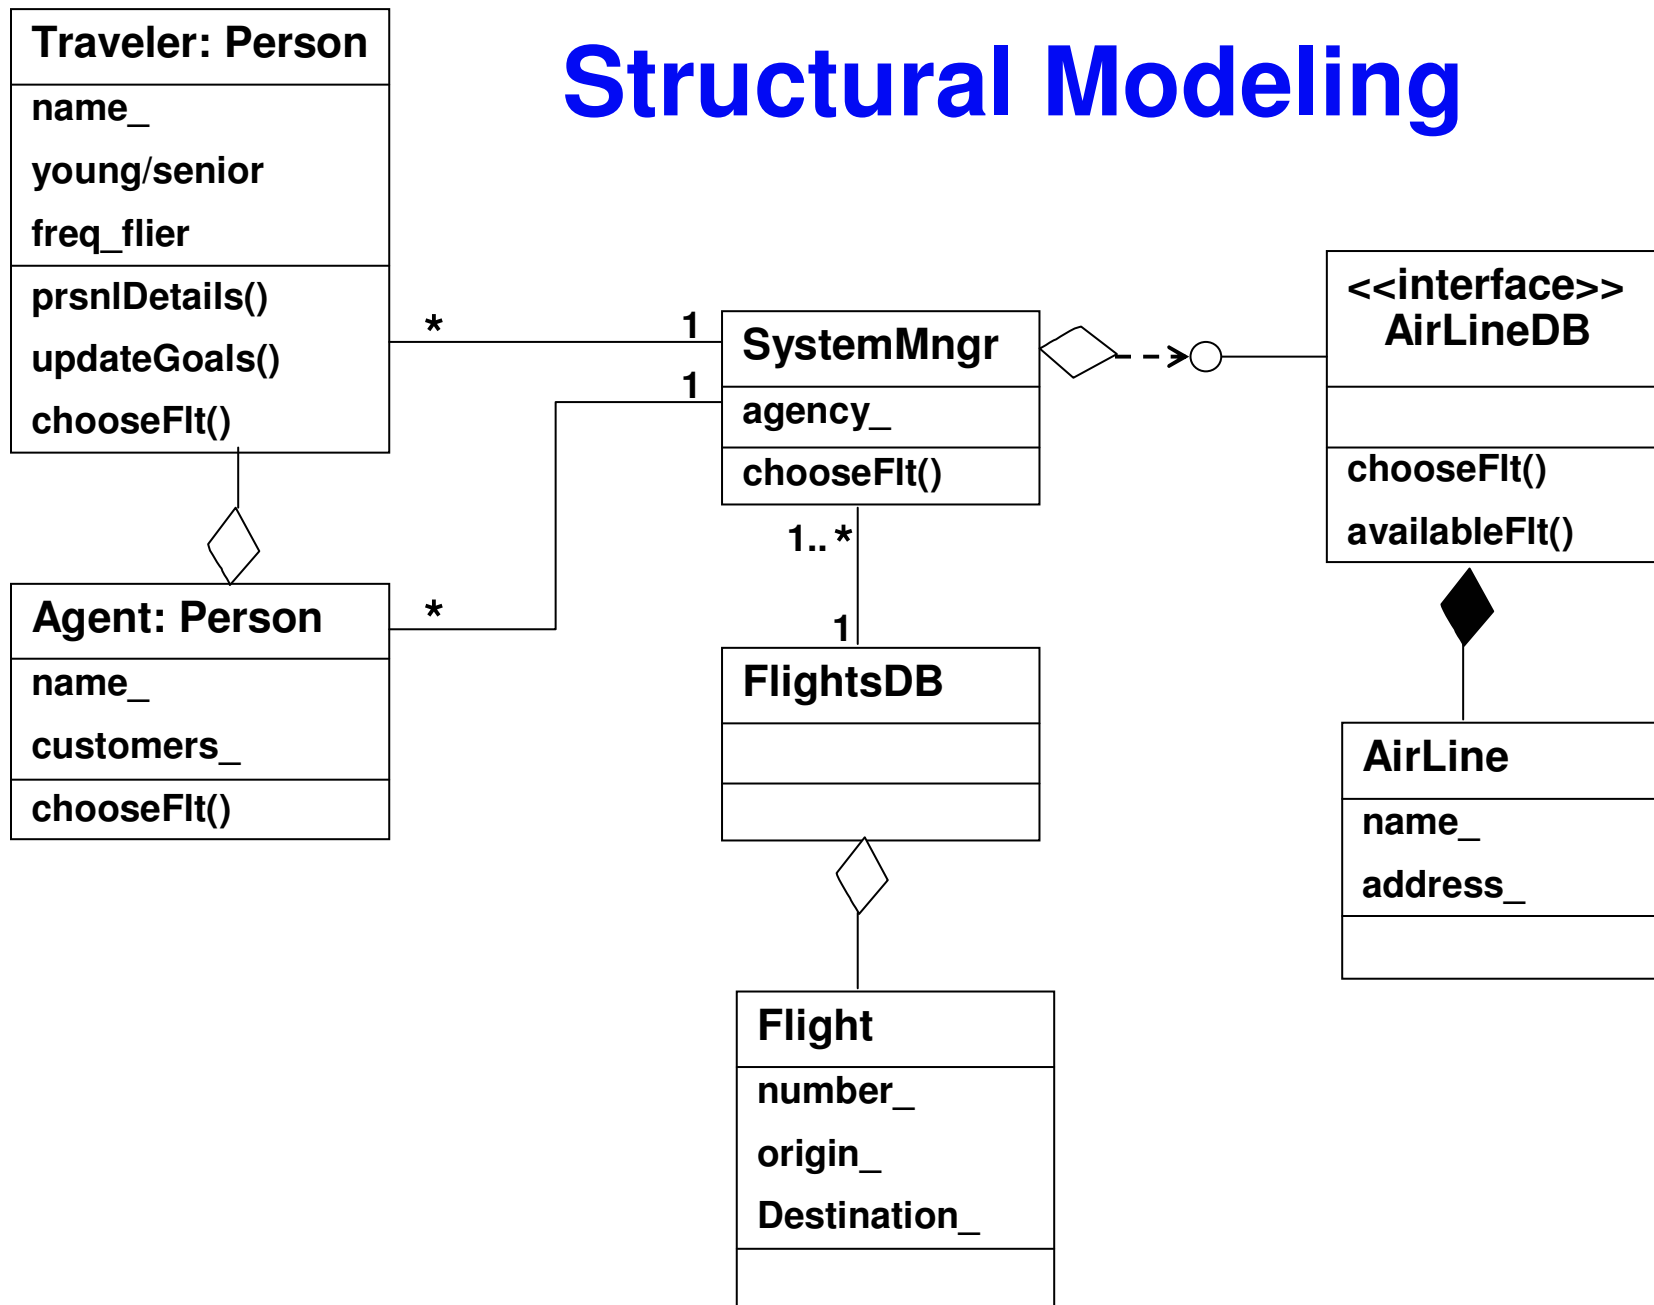 Structural Modeling
Traveler: Person
name_
young/senior
freq_flier
prsnlDetails()
updateGoals()
chooseFlt()
*
1
1
*
Agent: Person
name_
customers_
chooseFlt()
SystemMngr
agency_
chooseFlt()
1.. *
1
FlightsDB
Flight
number_
origin_
Destination_
<<interface>>
AirLineDB
chooseFlt()
availableFlt()
AirLine
name_
address_